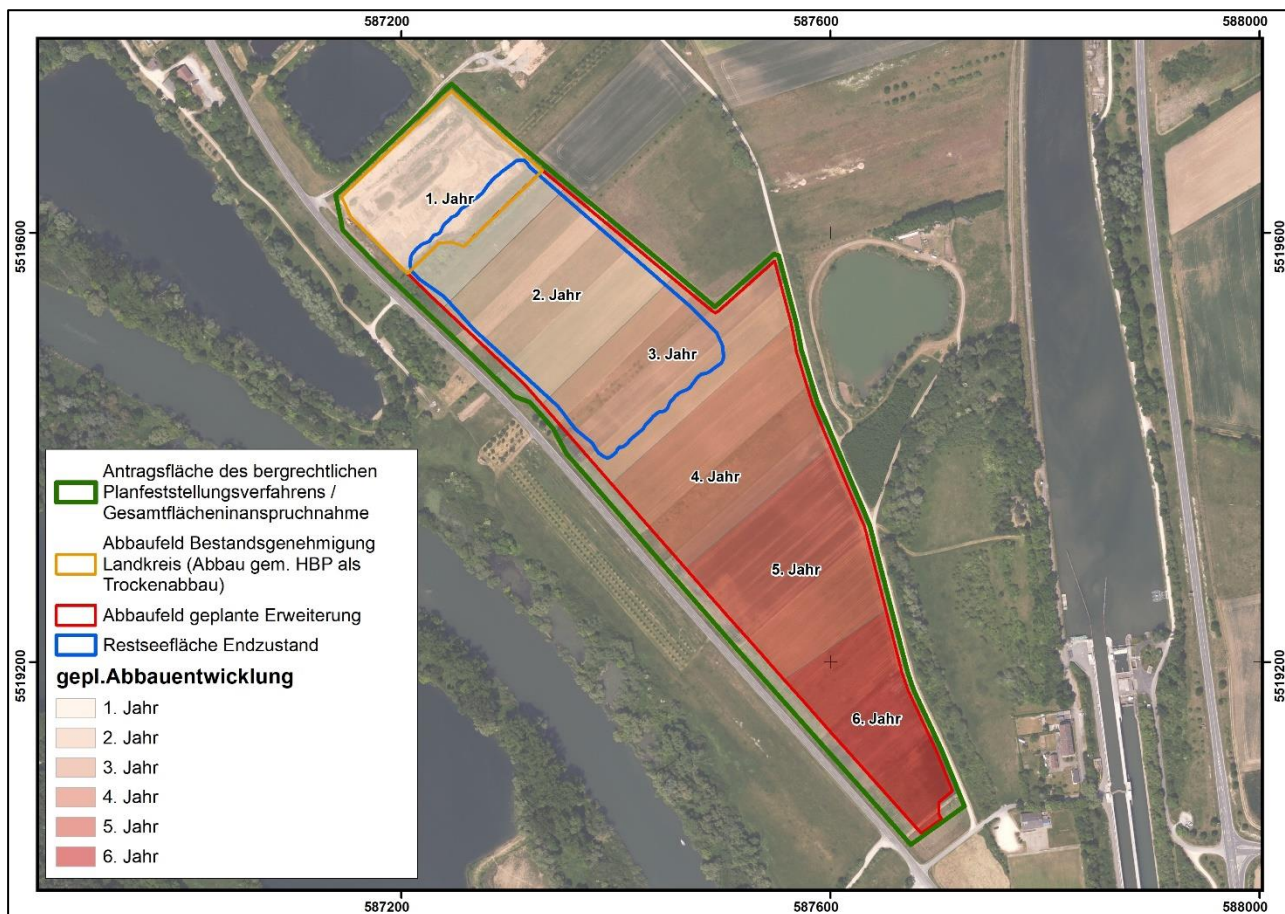 587200
587600
588000
5519600
5519600
5519200
5519200
1. Jahr
2. Jahr
3. Jahr
4. Jahr
5. Jahr
6. Jahr
Antragsfläche des bergrechtlichen
Planfeststellungsverfahrens /
Gesamtflächeninanspruchnahme
Abbaufeld Bestandsgenehmigung
Landkreis (Abbau gem. HBP als
Trockenabbau)
Abbaufeld geplante Erweiterung
Restseefläche Endzustand
gepl.Abbauentwicklung
1. Jahr
2. Jahr
3. Jahr
4. Jahr
5. Jahr
6. Jahr
587200
587600
588000